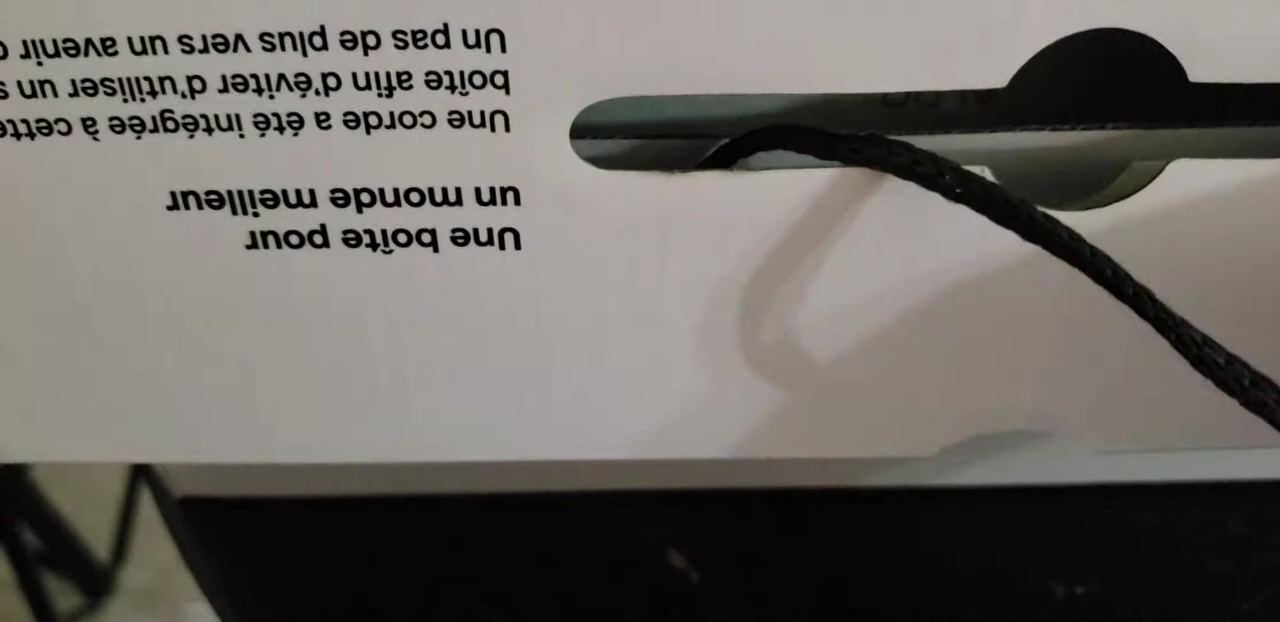 Une boîte pour
un monde meilleur
Une corde a été intégrée à cette
boîte afin d'éviter d'utiliser un
Un pas de plus vers un avenir